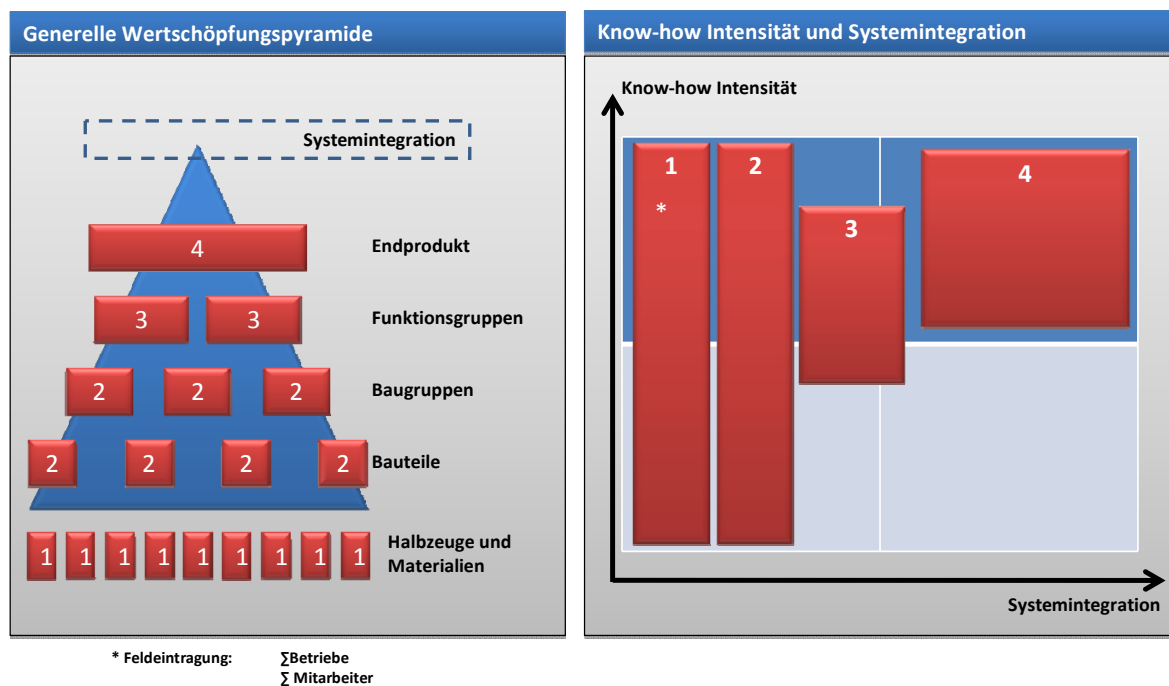 Generelle Wertschöpfungspyramide
Systemintegration
4
Endprodukt
3 3
Funktionsgruppen
2 2 2
Baugruppen
2 2 2 2
Bauteile
1 1 1 1 1 1 1 1 1
Halbzeuge und
Materialien
Know-how Intensität und Systemintegration
Know-how Intensität
1
*
2
3
4
Systemintegration
* Feldeintragung: ∑Betriebe
∑ Mitarbeiter